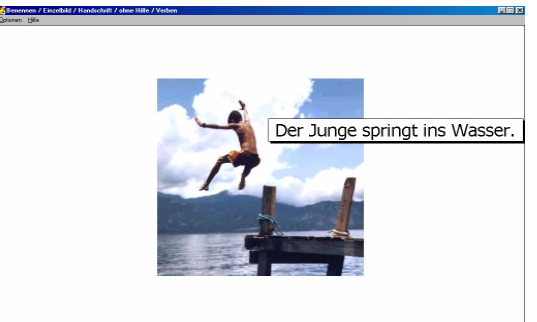 Benennen / Einzelbild / Handschrift / ohne Hilfe / Verben
Optionen Hilfe
Der Junge springt ins Wasser.